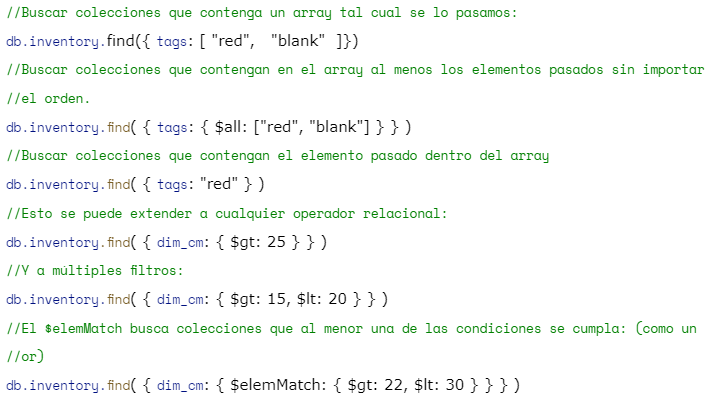 //Buscar colecciones que contenga un array tal cual se lo pasamos:
db.inventory.find({ tags: [ "red", "blank" ]})
//Buscar colecciones que contengan en el array al menos los elementos pasados sin importar
//el orden.
db.inventory.find( { tags: { $all: ["red", "blank"] } } )
//Buscar colecciones que contengan el elemento pasado dentro del array
db.inventory.find( { tags: "red" } )
//Esto se puede extender a cualquier operador relacional:
db.inventory.find( { dim_cm: { $gt: 25 } } )
//Y a múltiples filtros:
db.inventory.find( { dim_cm: { $gt: 15, $lt: 20 } } )
//El $elemMatch busca colecciones que al menor una de las condiciones se cumpla: (como un
//or)
db.inventory.find( { dim_cm: { $elemMatch: { $gt: 22, $lt: 30 } } } )